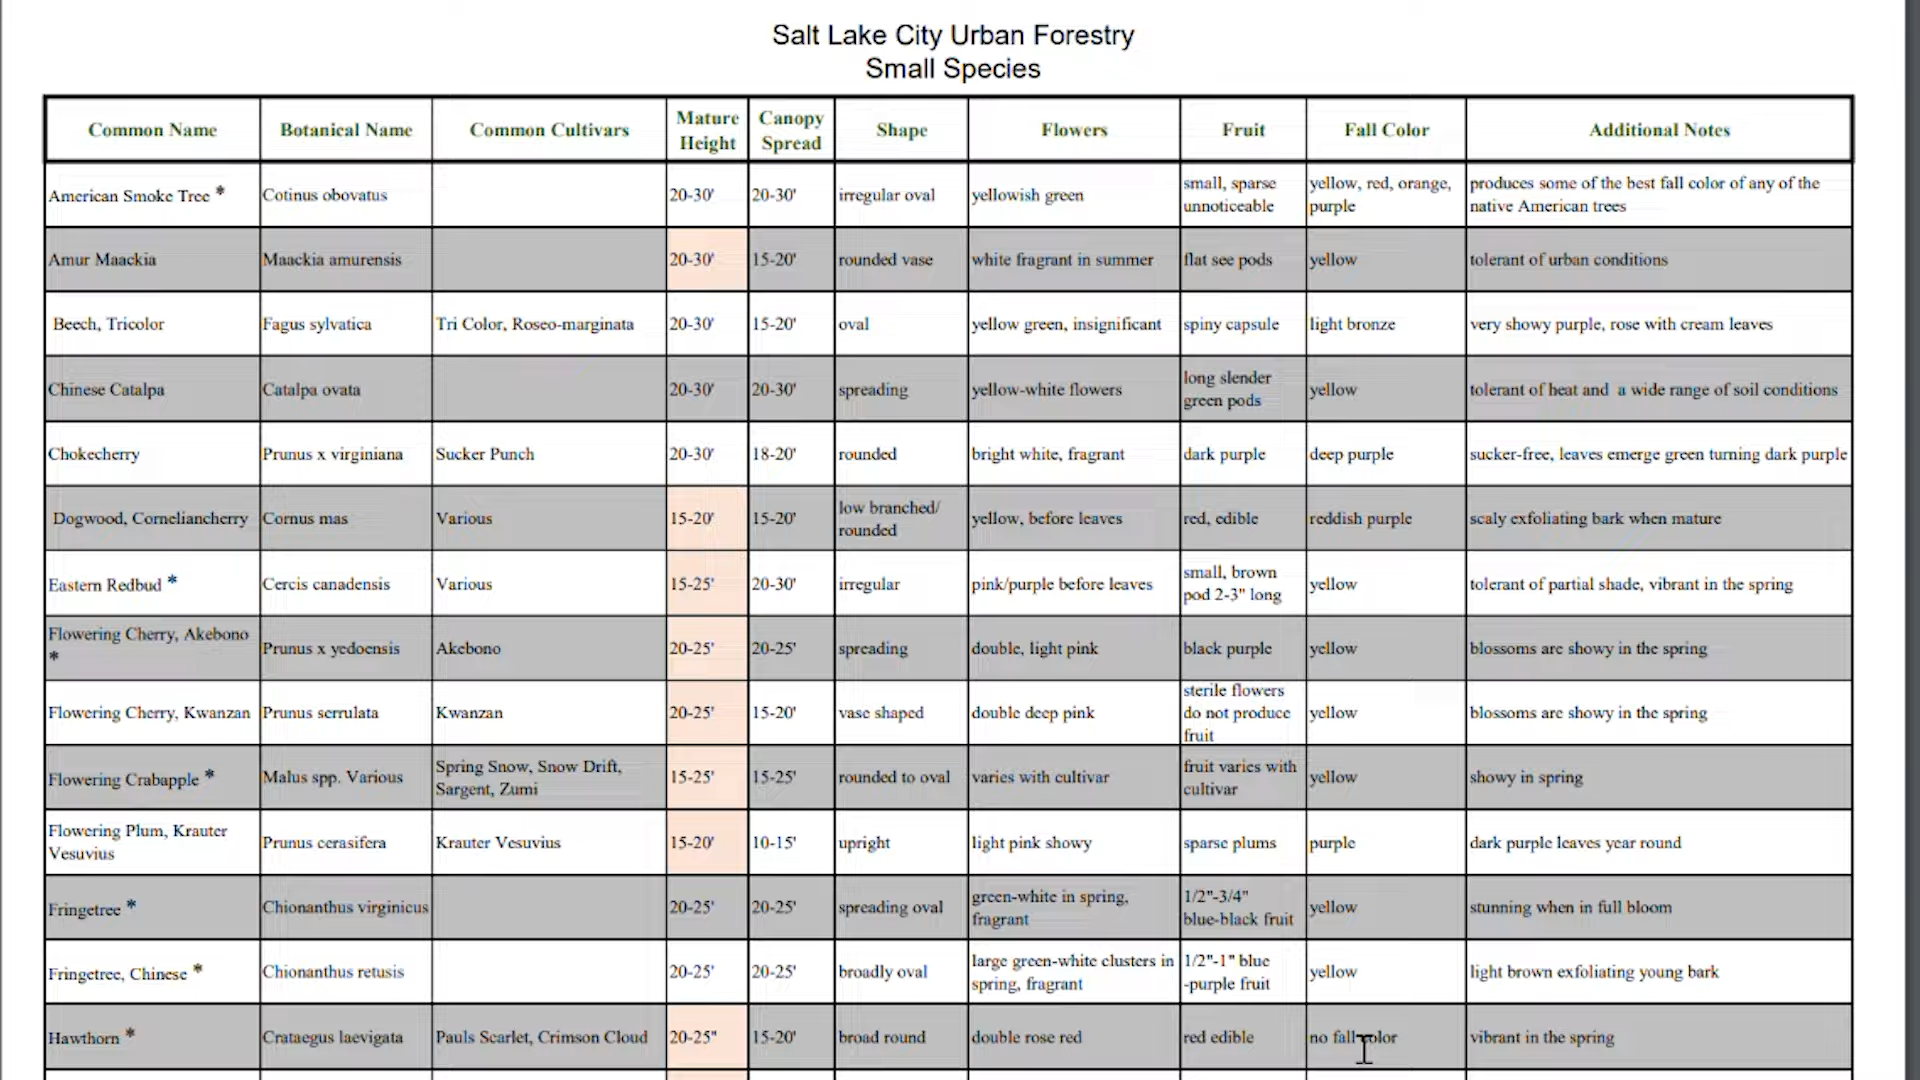 Salt Lake City Urban Forestry
Small Species
Common Name Botanical Name Common Cultivars Mature Height Canopy Spread Shape Flowers Fruit Fall Color Additional Notes
American Smoke Tree * Cotinus obovatus 20-30' 20-30' irregular oval yellowish green small, sparse unnoticeable yellow, red, orange, purple produces some of the best fall color of any of the native American trees
Amur Maackia Maackia amurensis 20-30' 15-20' rounded vase white fragrant in summer flat see pods yellow tolerant of urban conditions
Beech, Tricolor Fagus sylvatica Tri Color, Roseo-marginata 20-30' 15-20' oval yellow green, insignificant spiny capsule light bronze very showy purple, rose with cream leaves
Chinese Catalpa Catalpa ovata 20-30' 20-30' spreading yellow-white flowers long slender green pods yellow tolerant of heat and a wide range of soil conditions
Chokecherry Prunus x virginiana Sucker Punch 20-30' 18-20' rounded bright white, fragrant dark purple deep purple sucker-free, leaves emerge green turning dark purple
Dogwood, Corneliancherry Cornus mas Various 15-20' 15-20' low branched/ rounded yellow, before leaves red, edible reddish purple scaly exfoliating bark when mature
Eastern Redbud * Cercis canadensis Various 15-25' 20-30' irregular pink/purple before leaves small, brown pod 2-3" long yellow tolerant of partial shade, vibrant in the spring
Flowering Cherry, Akebono * Prunus x yedoensis Akebono 20-25' 20-25' spreading double, light pink black purple yellow blossoms are showy in the spring
Flowering Cherry, Kwanzan Prunus serrulata Kwanzan 20-25' 15-20' vase shaped double deep pink sterile flowers do not produce fruit yellow blossoms are showy in the spring
Flowering Crabapple * Malus spp. Various Spring Snow, Snow Drift, Sargent, Zumi 15-25' 15-25' rounded to oval varies with cultivar fruit varies with cultivar yellow showy in spring
Flowering Plum, Krauter Vesuvius Prunus cerasifera Krauter Vesuvius 15-20' 10-15' upright light pink showy sparse plums purple dark purple leaves year round
Fringetree * Chionanthus virginicus 20-25' 20-25' spreading oval green-white in spring, fragrant 1/2"-3/4" blue-black fruit yellow stunning when in full bloom
Fringetree, Chinese * Chionanthus retusis 20-25' 20-25' broadly oval large green-white clusters in spring, fragrant 1/2"-1" blue -purple fruit yellow light brown exfoliating young bark
Hawthorn * Crataegus laevigata Pauls Scarlet, Crimson Cloud 20-25" 15-20' broad round double rose red red edible no fall color vibrant in the spring